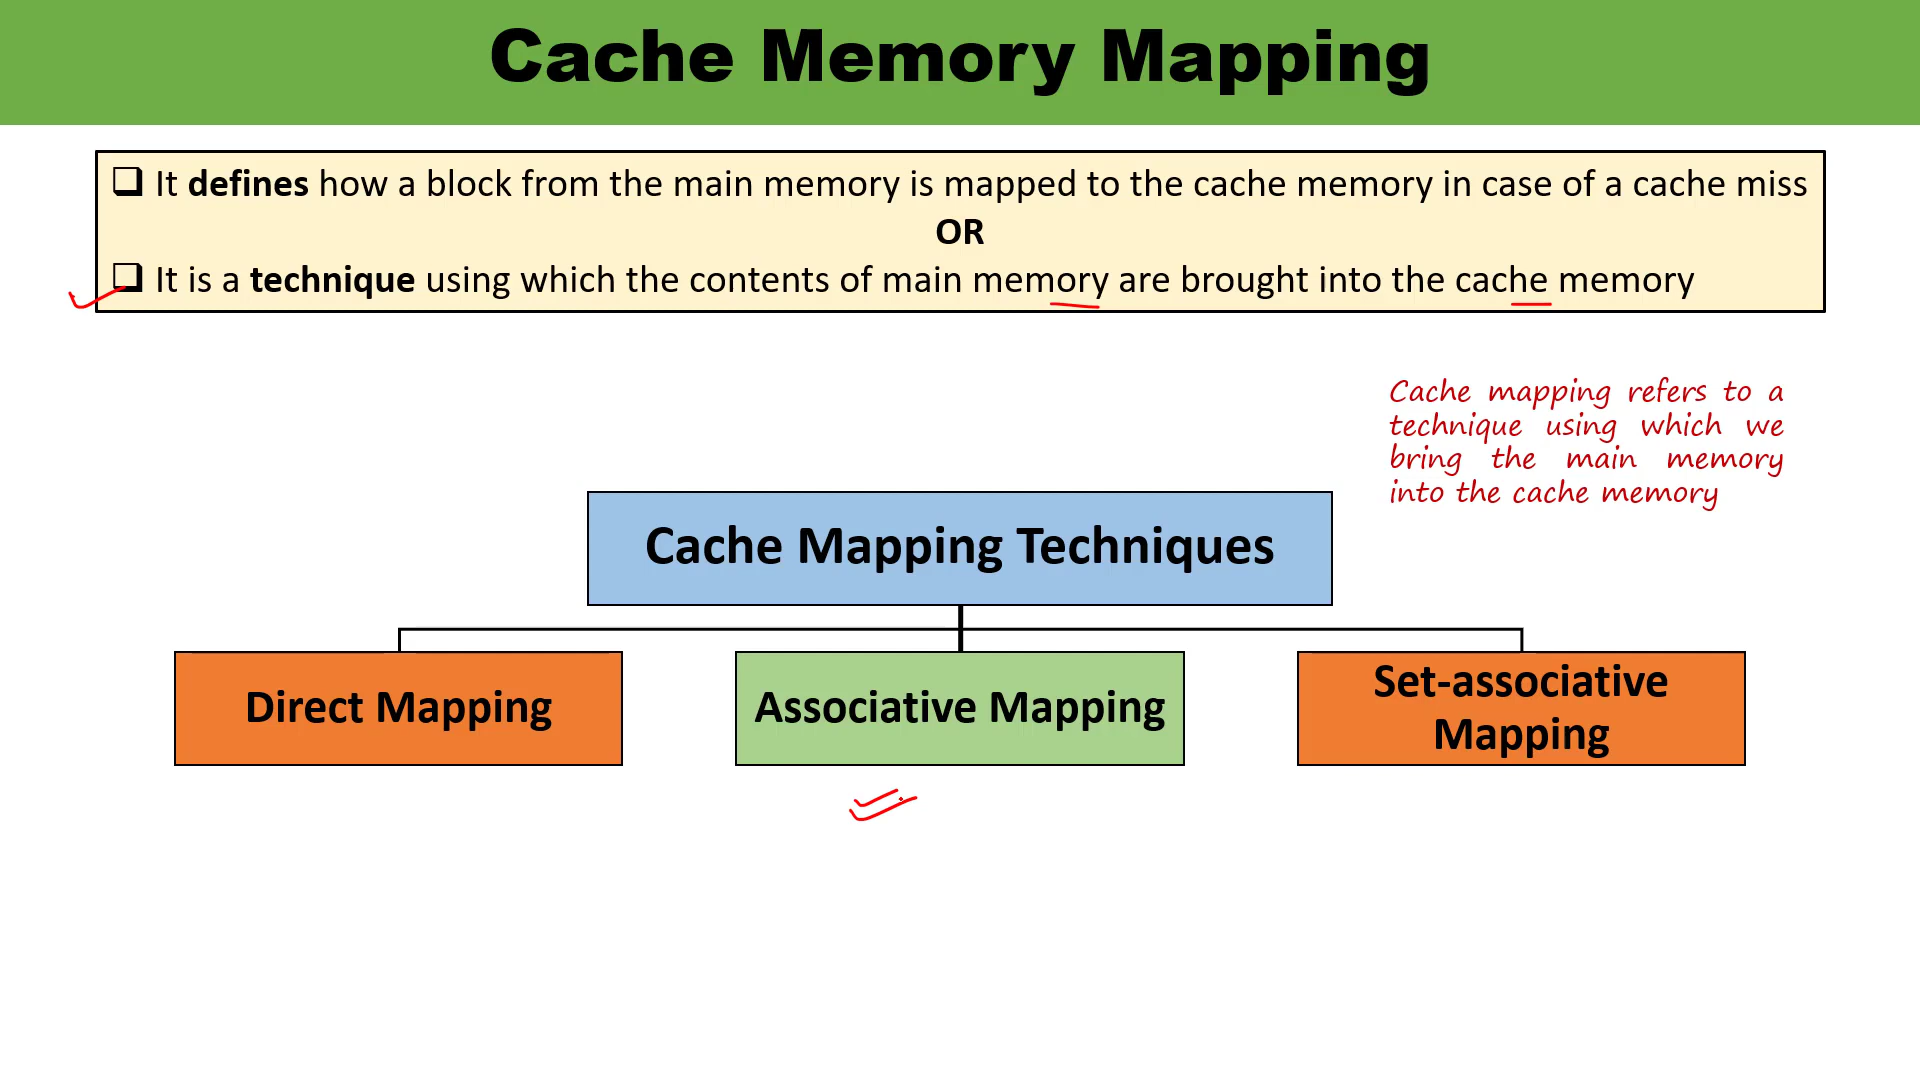 Cache Memory Mapping
❑ It defines how a block from the main memory is mapped to the cache memory in case of a cache miss
OR
❑ It is a technique using which the contents of main memory are brought into the cache memory
Cache mapping refers to a
technique using which we
bring the main memory
into the cache memory
Cache Mapping Techniques
Direct Mapping
Associative Mapping
Set-associative
Mapping